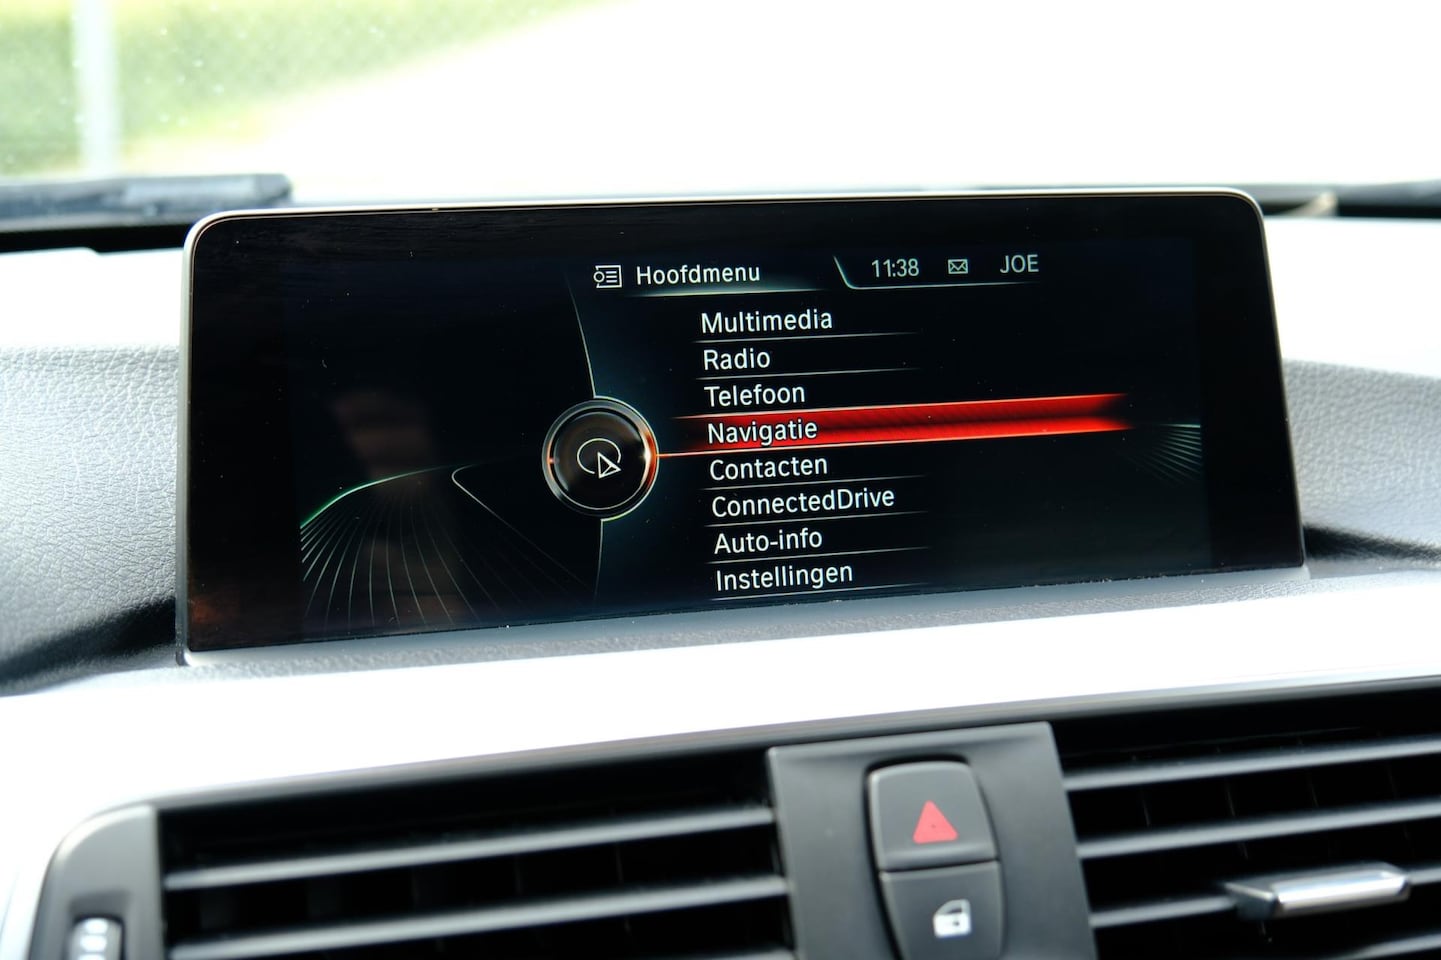 Hoofdmenu 11:38 JOE
Multimedia
Radio
Telefoon
Navigatie
Contacten
ConnectedDrive
Auto-info
Instellingen